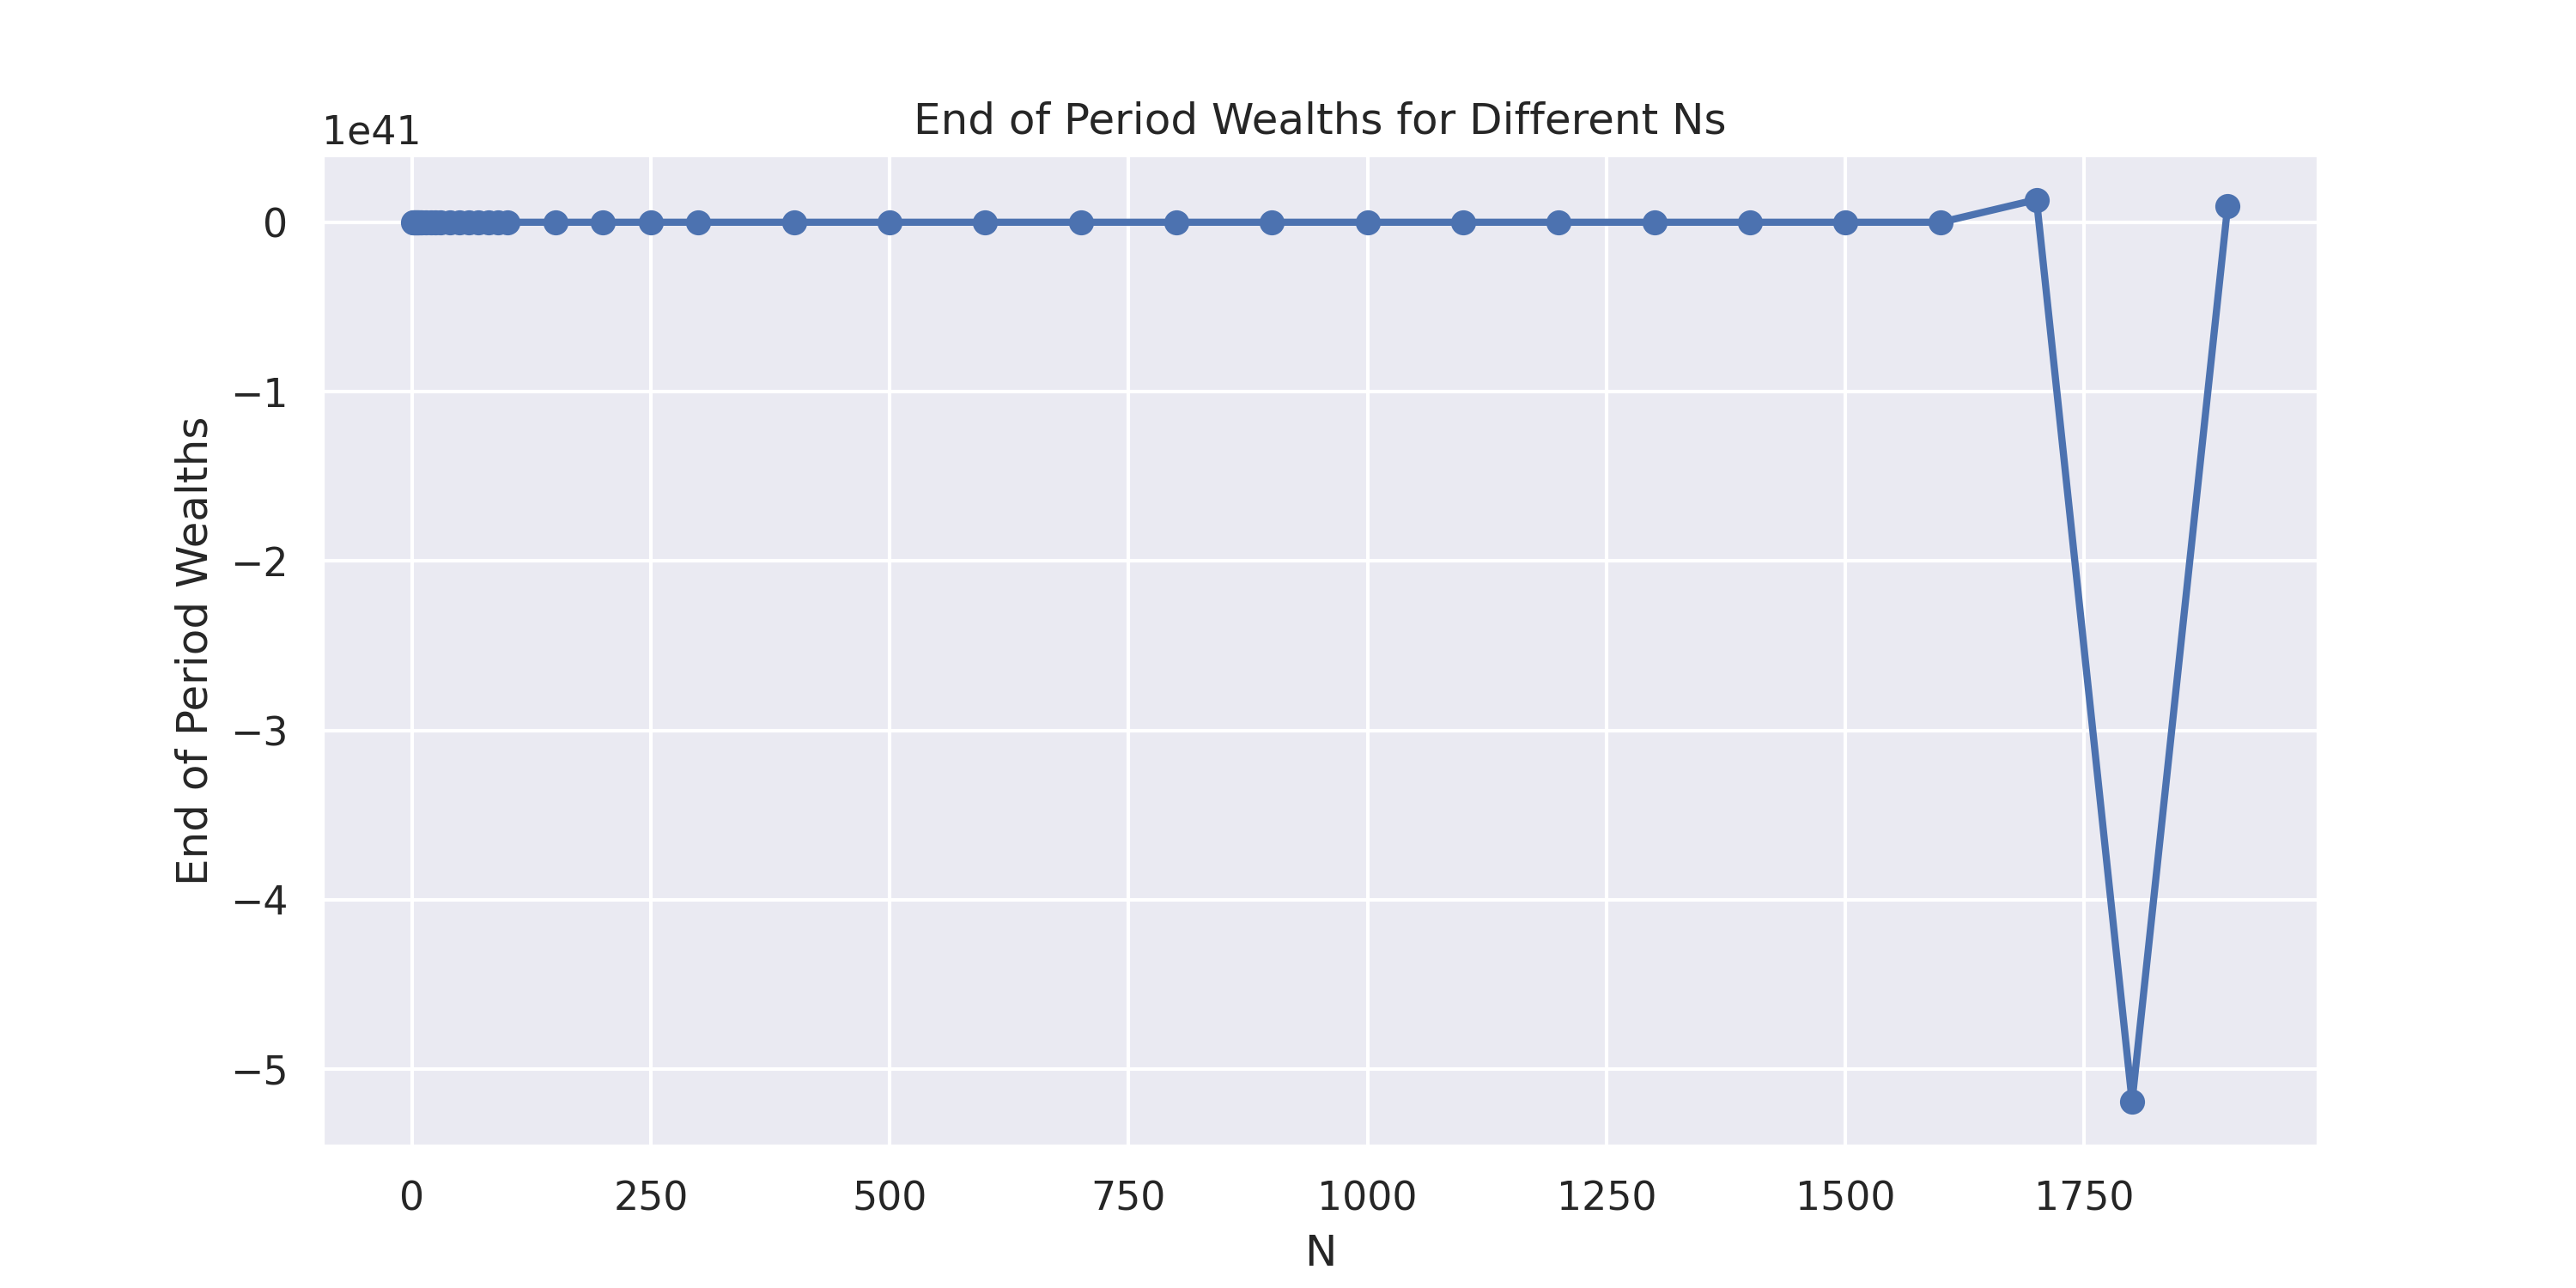 End of Period Wealths for Different Ns
1e41
0
−1
−2
−3
−4
−5
End of Period Wealths
0 250 500 750 1000 1250 1500 1750
N